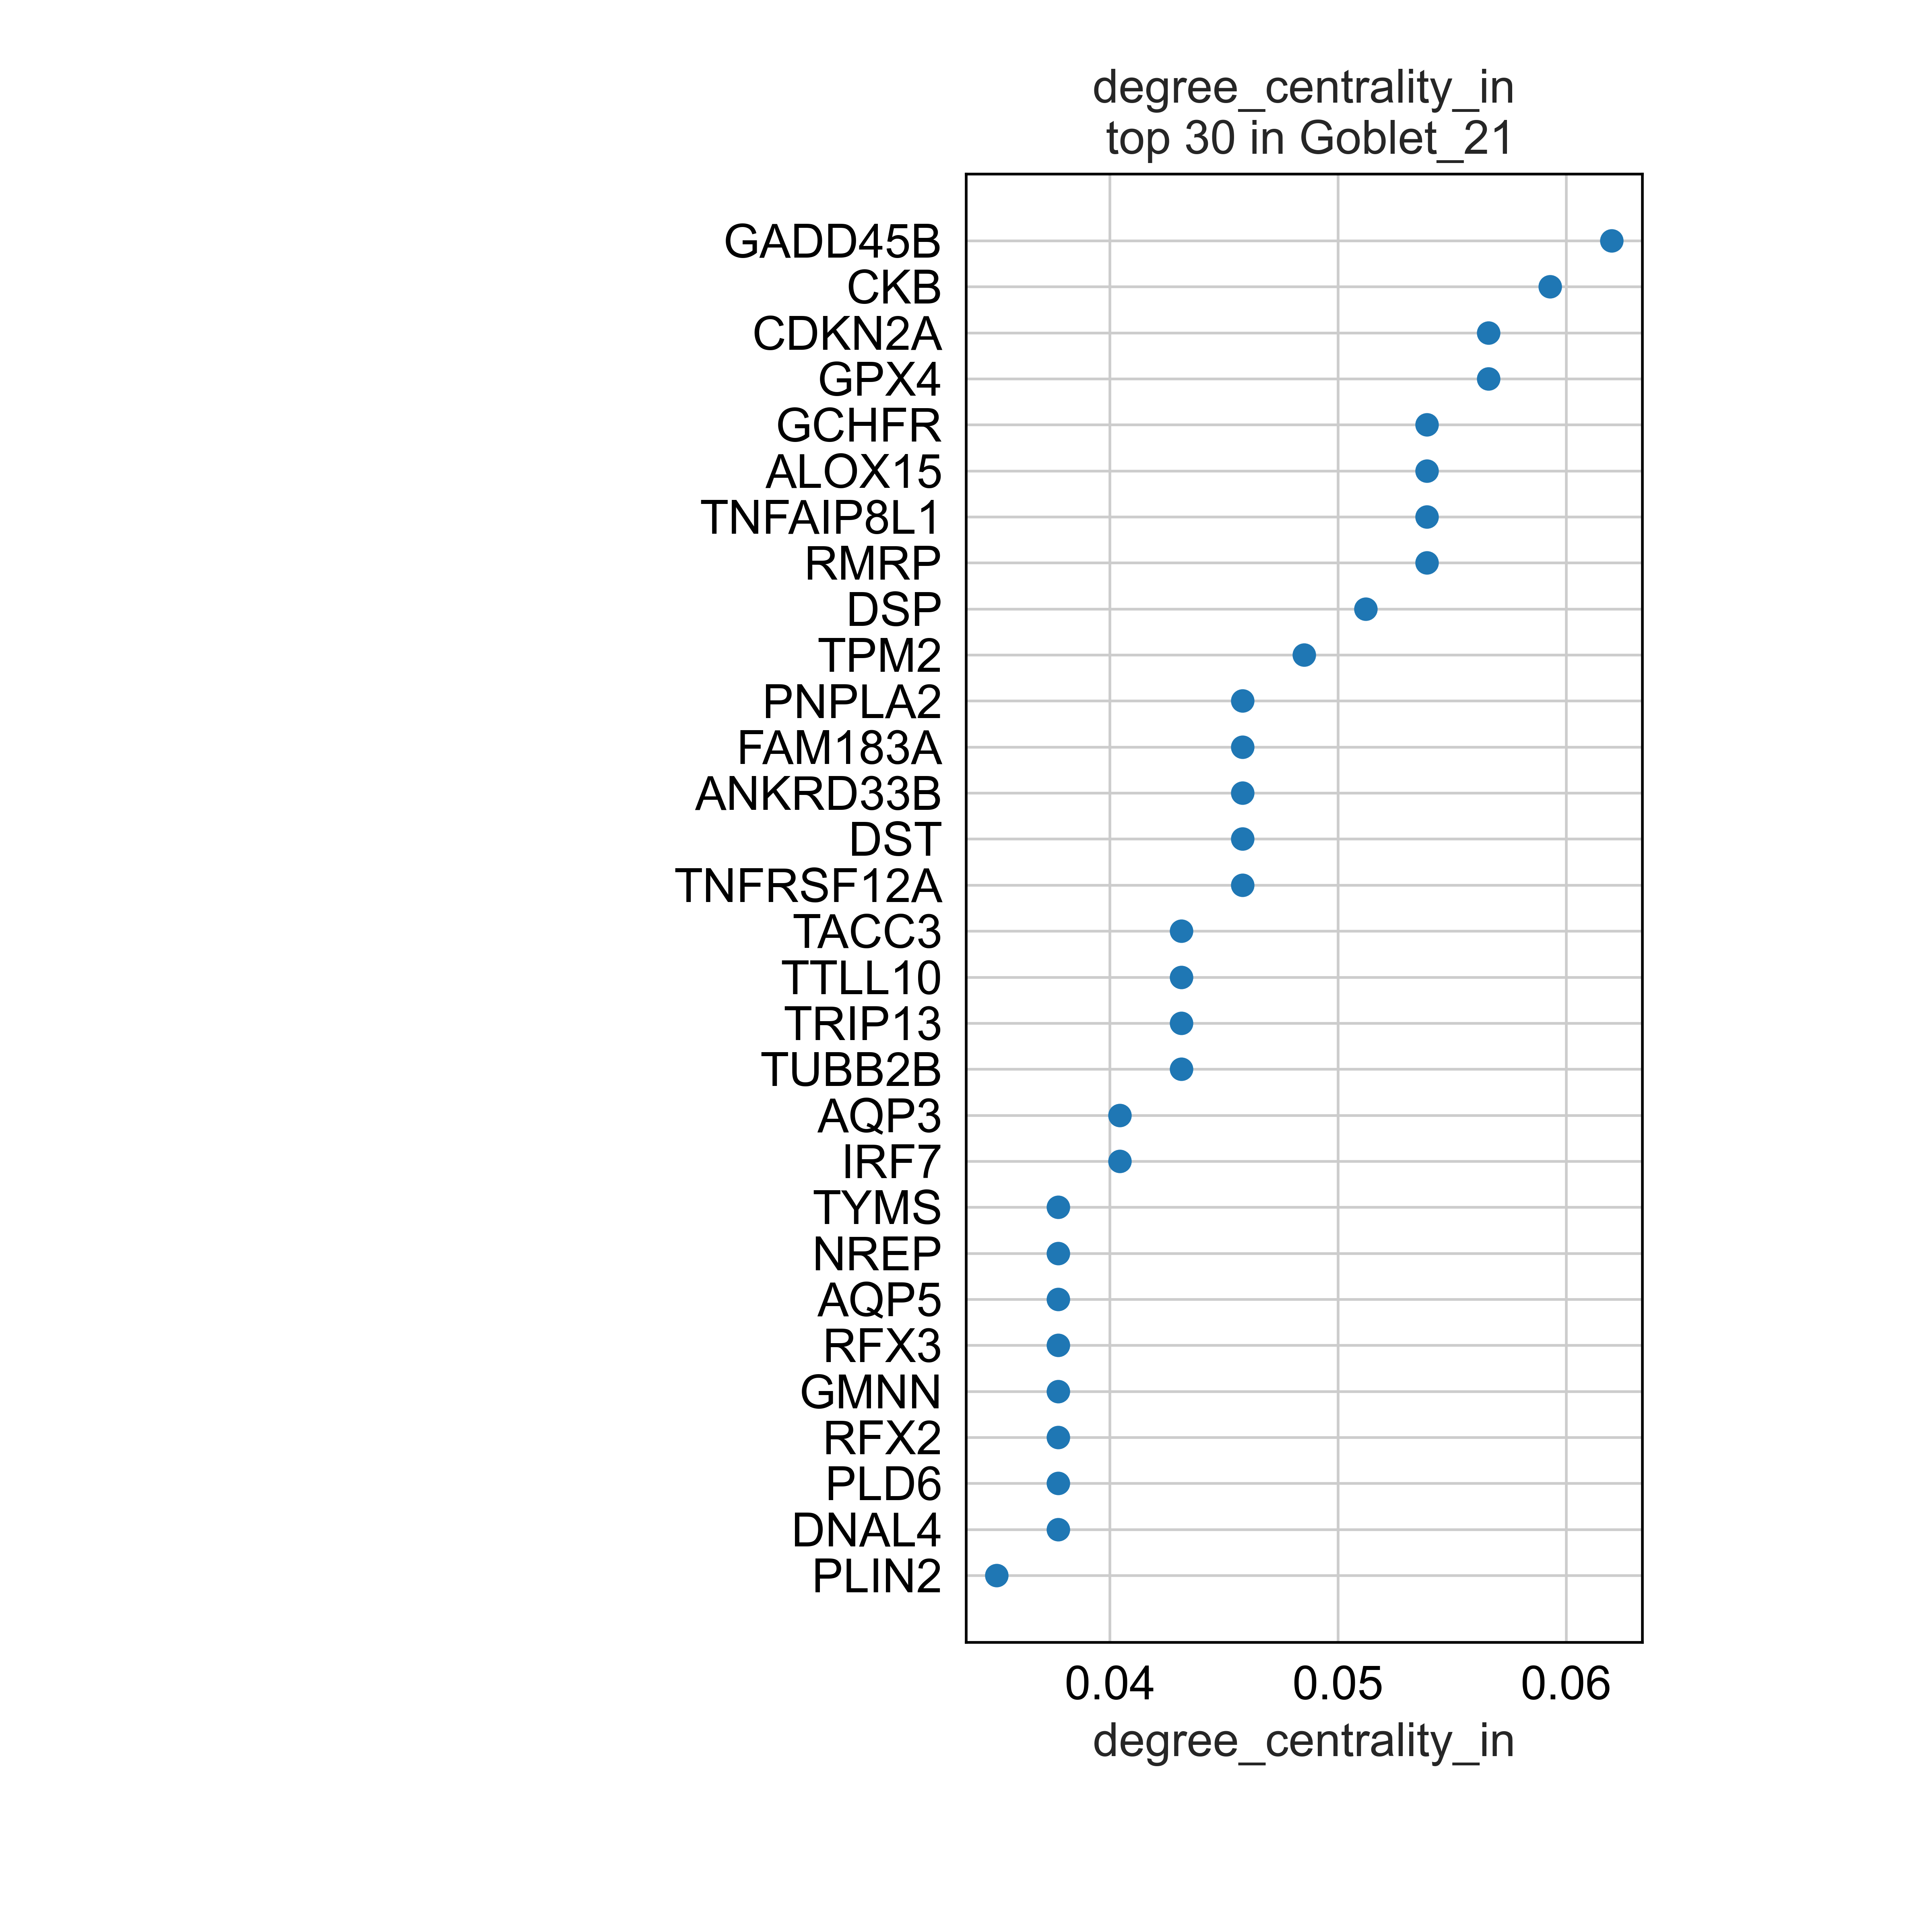 degree_centrality_in
top 30 in Goblet_21
GADD45B
CKB
CDKN2A
GPX4
GCHFR
ALOX15
TNFAIP8L1
RMRP
DSP
TPM2
PNPLA2
FAM183A
ANKRD33B
DST
TNFRSF12A
TACC3
TTLL10
TRIP13
TUBB2B
AQP3
IRF7
TYMS
NREP
AQP5
RFX3
GMNN
RFX2
PLD6
DNAL4
PLIN2
0.04 0.05 0.06
degree_centrality_in